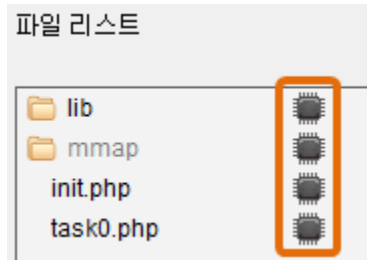 파일 리스트
lib
mmap
init.php
task0.php